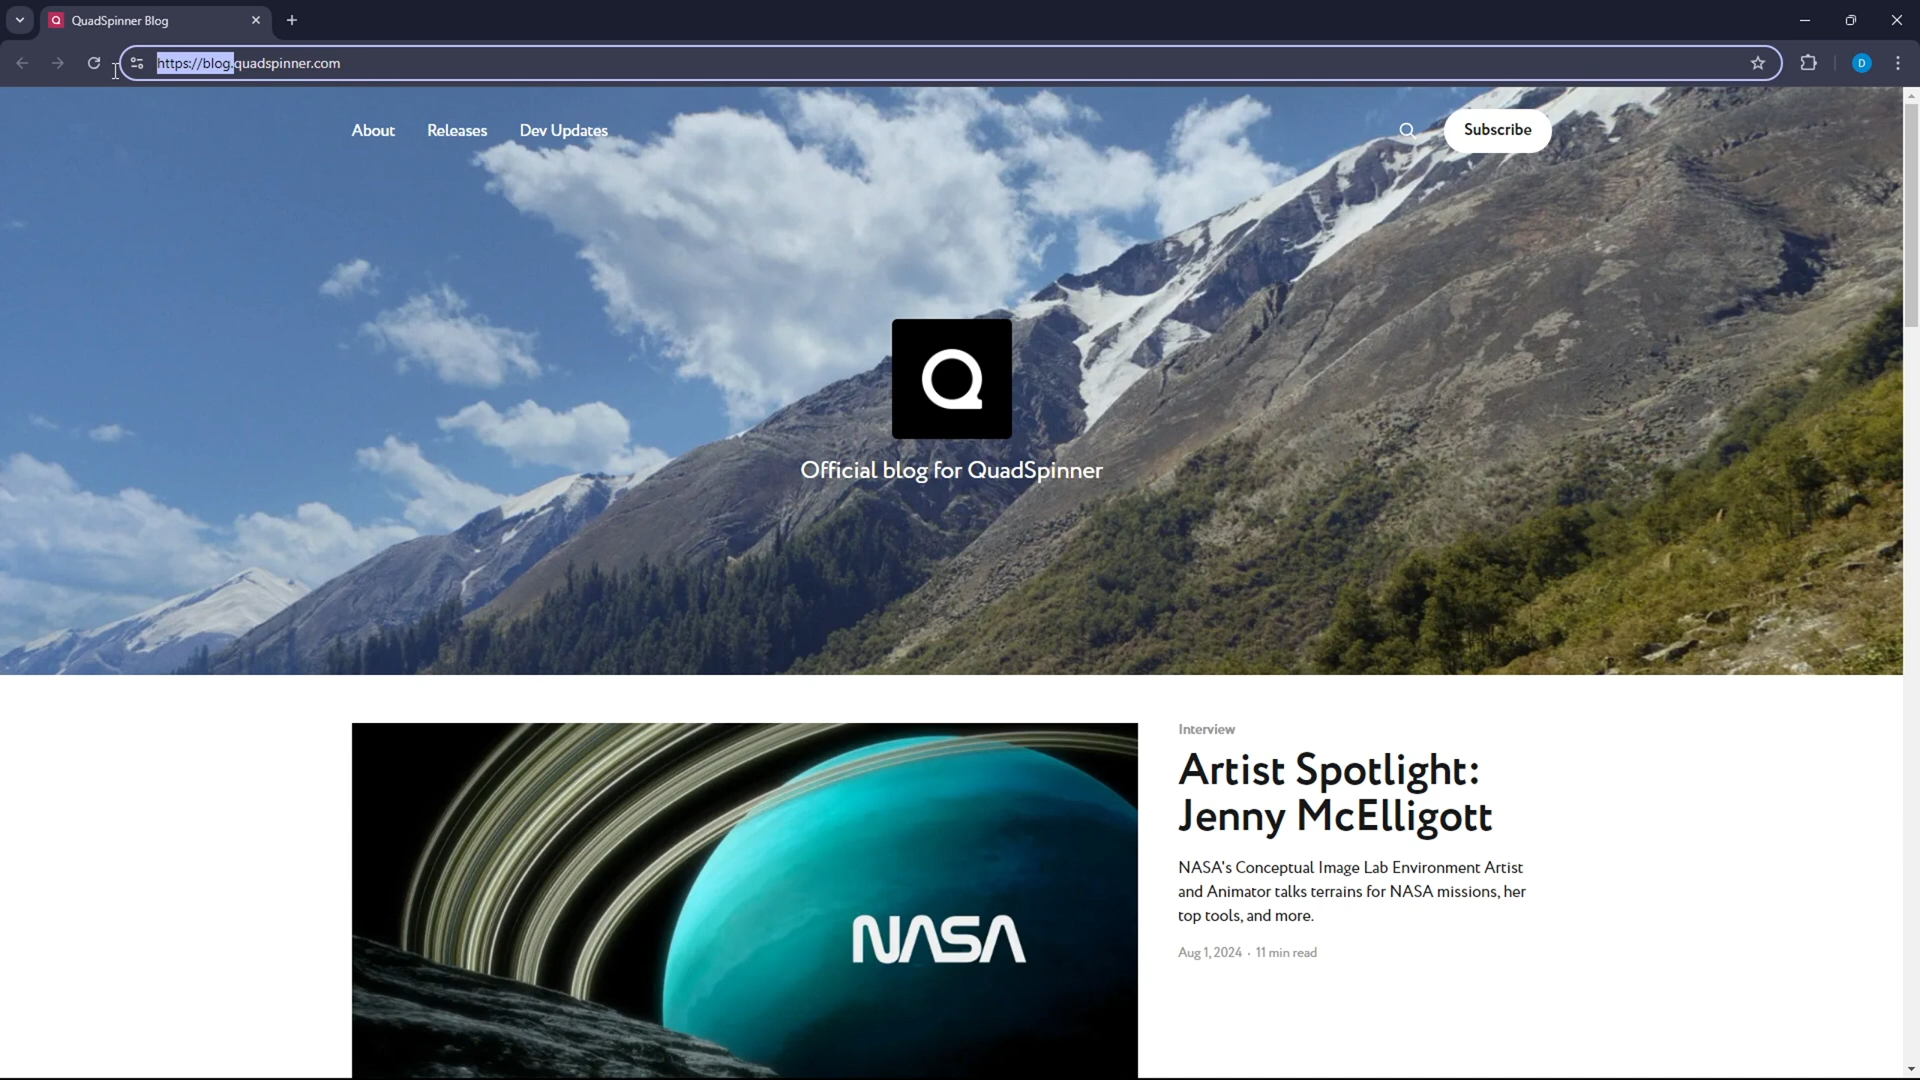 QuadSpinner Blog
https://blog.quadspinner.com
D
About
Releases
Dev Updates
Subscribe
Official blog for QuadSpinner
NASA
Interview
Artist Spotlight:
Jenny McElligott
NASA's Conceptual Image Lab Environment Artist
and Animator talks terrains for NASA missions, her
top tools, and more.
Aug 1, 2024 · 11 min read